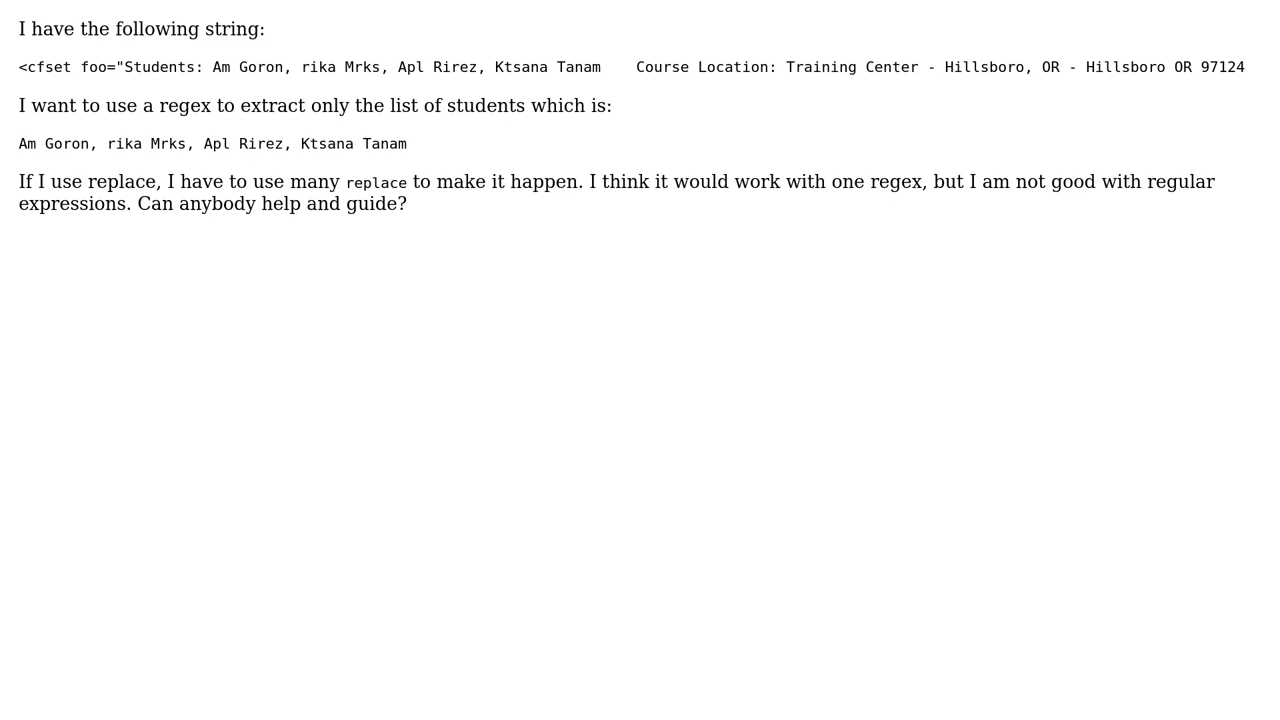 I have the following string:
<cfset foo="Students: Am Goron, rika Mrks, Apl Rirez, Ktsana Tanam    Course Location: Training Center - Hillsboro, OR - Hillsboro OR 97124
I want to use a regex to extract only the list of students which is:
Am Goron, rika Mrks, Apl Rirez, Ktsana Tanam
If I use replace, I have to use many replace to make it happen. I think it would work with one regex, but I am not good with regular
expressions. Can anybody help and guide?